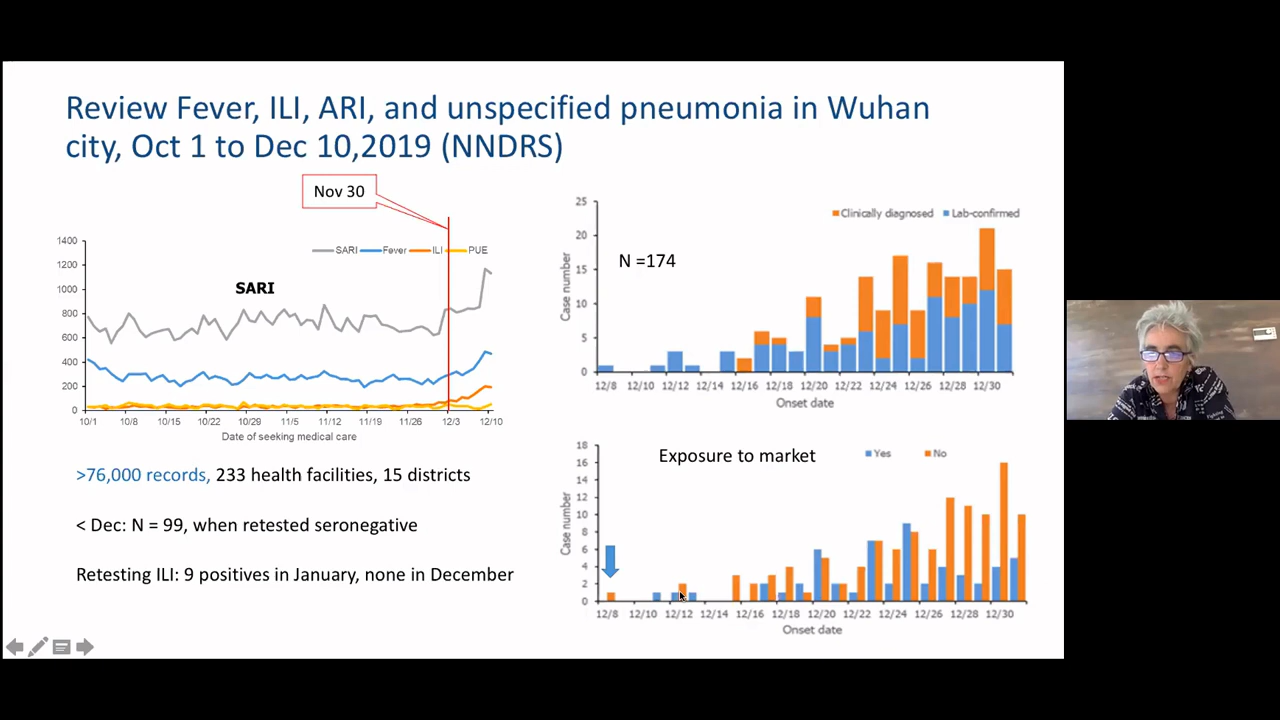 Review Fever, ILI, ARI, and unspecified pneumonia in Wuhan
city, Oct 1 to Dec 10,2019 (NNDRS)
Nov 30
1400
1200
1000
800
600
400
200
0
SARI Fever ILI PUE
SARI
10/1 10/8 10/15 10/22 10/29 11/5 11/12 11/19 11/26 12/3 12/10
Date of seeking medical care
>76,000 records, 233 health facilities, 15 districts
< Dec: N = 99, when retested seronegative
Retesting ILI: 9 positives in January, none in December
25
20
15
10
5
0
Case number
Clinically diagnosed Lab-confirmed
N =174
12/8 12/10 12/12 12/14 12/16 12/18 12/20 12/22 12/24 12/26 12/28 12/30
Onset date
18
16
14
12
10
8
6
4
2
0
Case number
Exposure to market
Yes No
12/8 12/10 12/12 12/14 12/16 12/18 12/20 12/22 12/24 12/26 12/28 12/30
Onset date